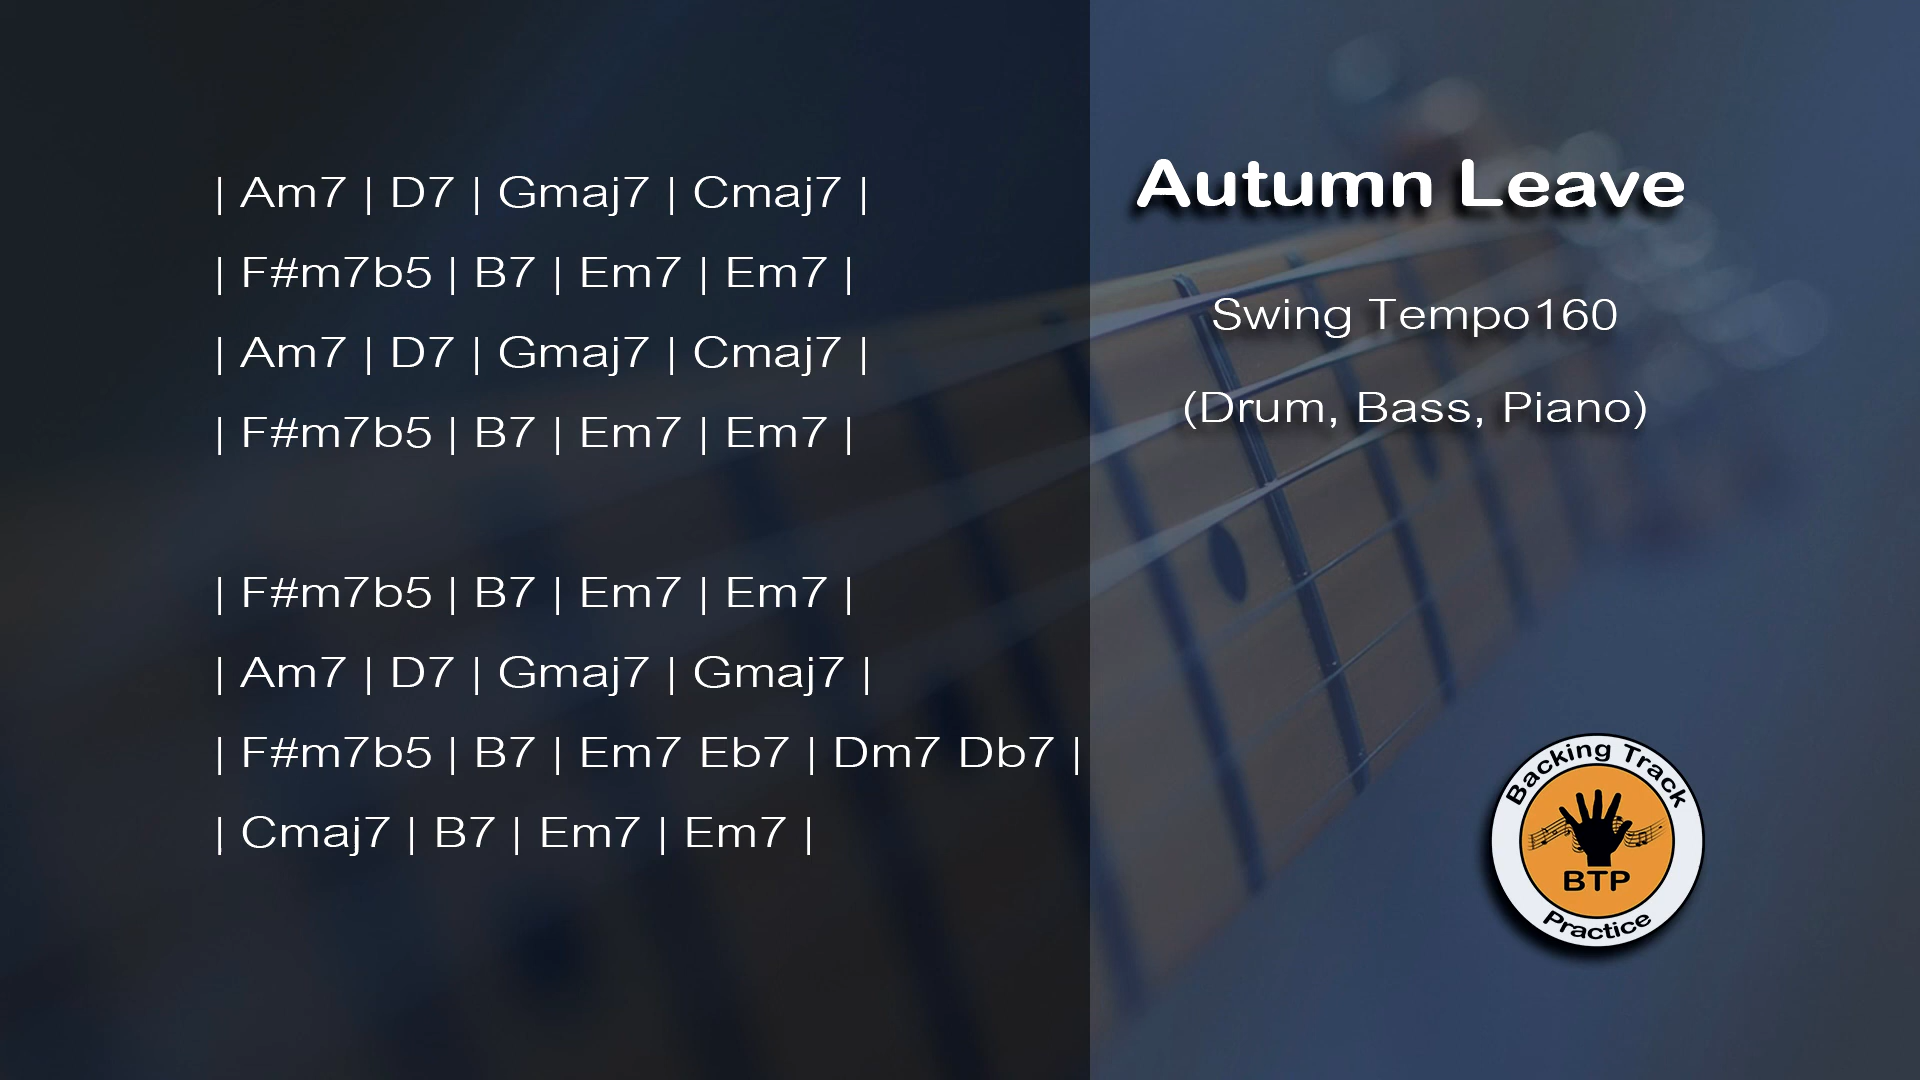 | Am7 | D7 | Gmaj7 | Cmaj7 |
| F#m7b5 | B7 | Em7 | Em7 |
| Am7 | D7 | Gmaj7 | Cmaj7 |
| F#m7b5 | B7 | Em7 | Em7 |
| F#m7b5 | B7 | Em7 | Em7 |
| Am7 | D7 | Gmaj7 | Gmaj7 |
| F#m7b5 | B7 | Em7 Eb7 | Dm7 Db7 |
| Cmaj7 | B7 | Em7 | Em7 |
Autumn Leave
Swing Tempo160
(Drum, Bass, Piano)
Backing Track
BTP
Practice